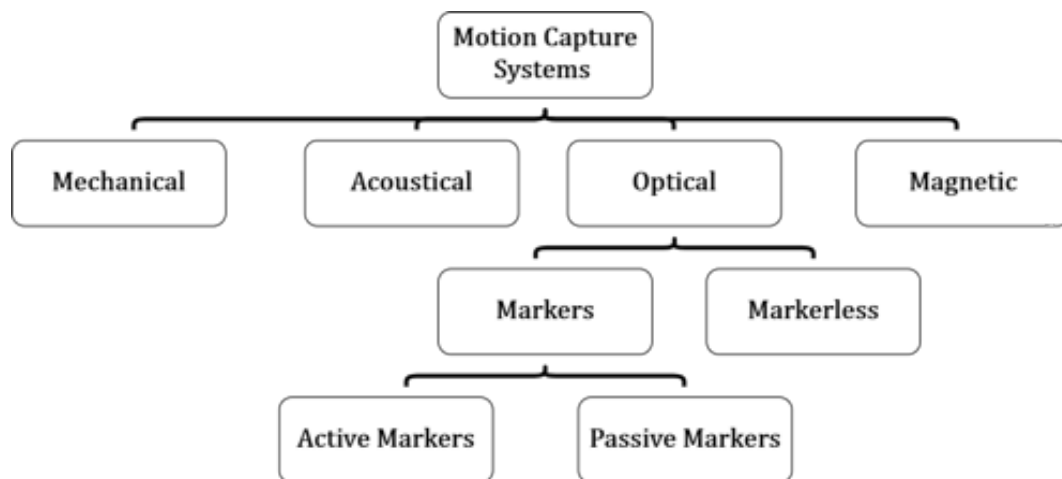 Motion Capture
Systems
Mechanical
Acoustical
Optical
Magnetic
Markers
Markerless
Active Markers
Passive Markers